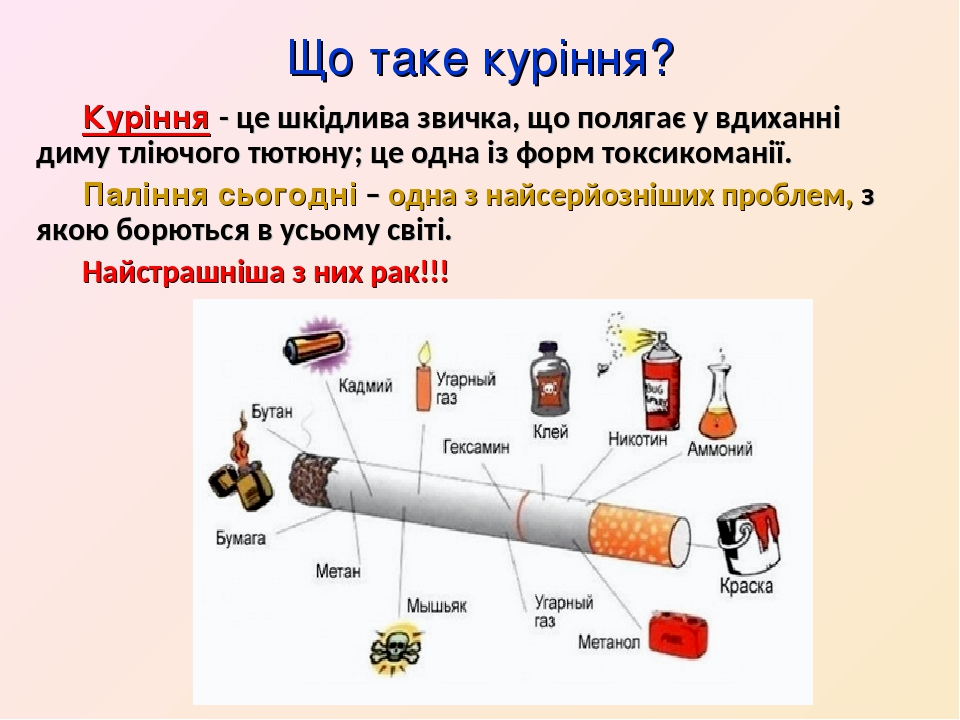 Що таке куріння?
Куріння - це шкідлива звичка, що полягає у вдиханні
диму тліючого тютюну; це одна із форм токсикоманії.
Паління сьогодні – одна з найсерйозніших проблем, з
якою борються в усьому світі.
Найстрашніша з них рак!!!
Кадмий
Угарный
газ
Бутан
Гексамин
Клей
BUG
SPRAY
Никотин
Аммоний
Бумага
Метан
Мышьяк
Угарный
газ
Метанол
Краска